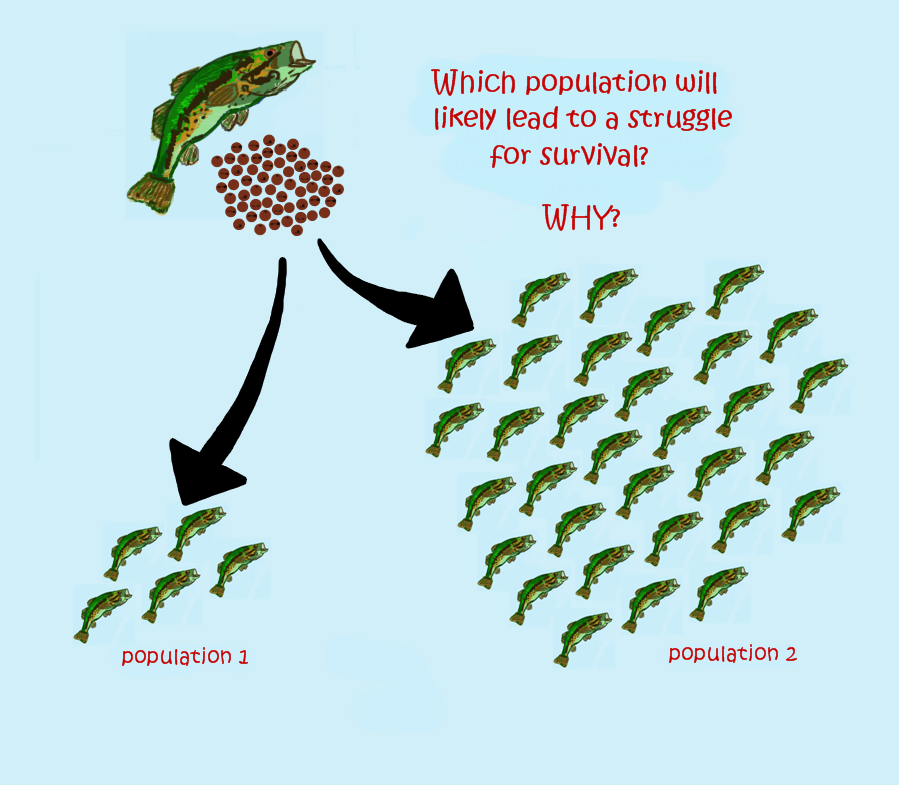 Which population will
likely lead to a struggle
for survival?
WHY?
population 1
population 2